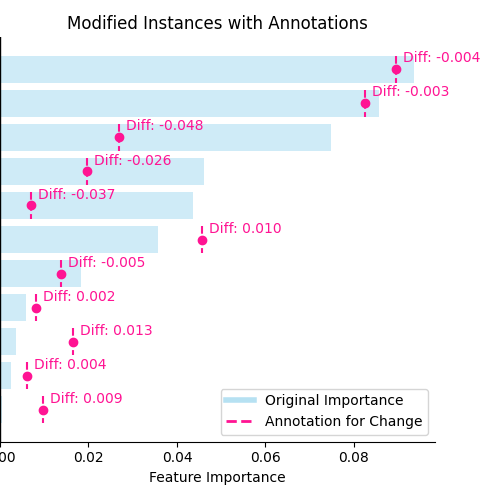 Modified Instances with Annotations
Diff: -0.004
Diff: -0.003
Diff: -0.048
Diff: -0.026
Diff: -0.037
Diff: 0.010
Diff: -0.005
Diff: 0.002
Diff: 0.013
Diff: 0.004
Diff: 0.009
Original Importance
Annotation for Change
.00 0.02 0.04 0.06 0.08
Feature Importance